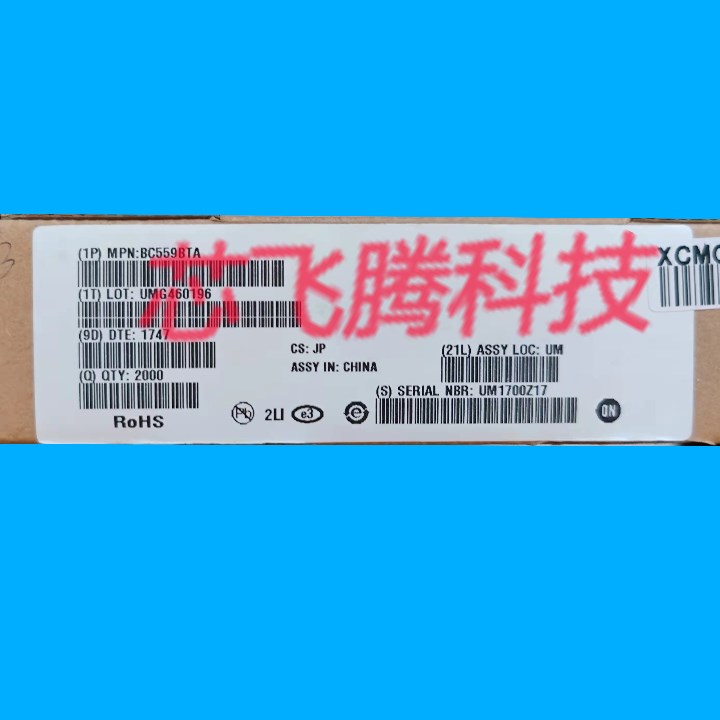 (1P) MPN:BC559BTA
(1T) LOT: UMG460196
芯飞腾科技
XCMC
(9D) DTE: 1747
CS: JP
(21L) ASSY LOC: UM
(Q) QTY: 2000
ASSY IN: CHINA
(S) SERIAL NBR: UM1700Z17
RoHS
Pb
2LI
e3
e
ON